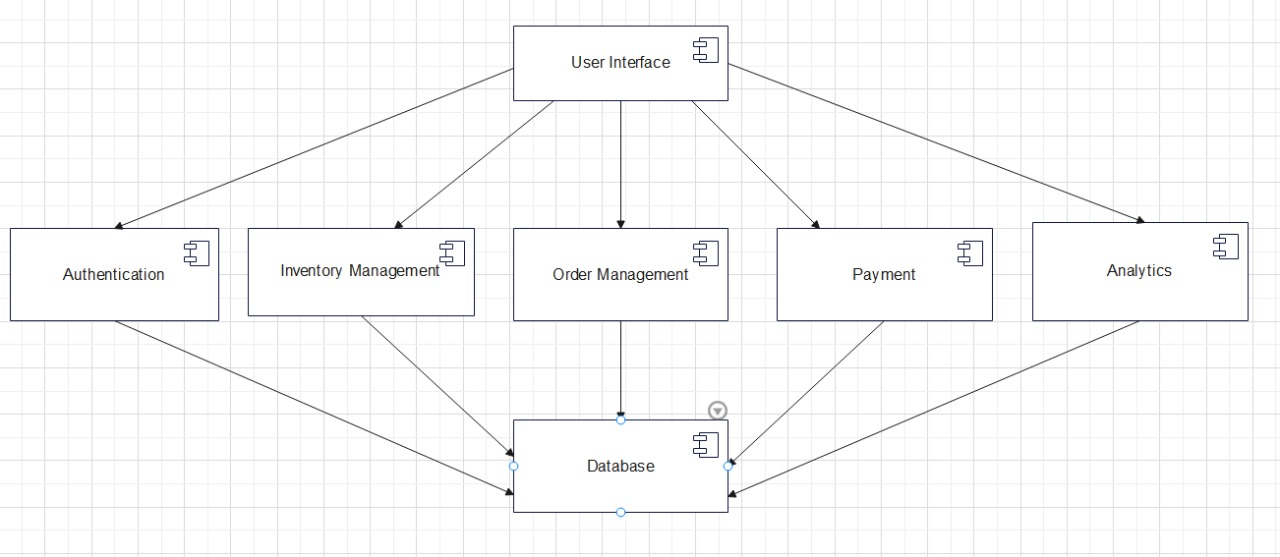 User Interface
Authentication
Inventory Management
Order Management
Payment
Analytics
Database